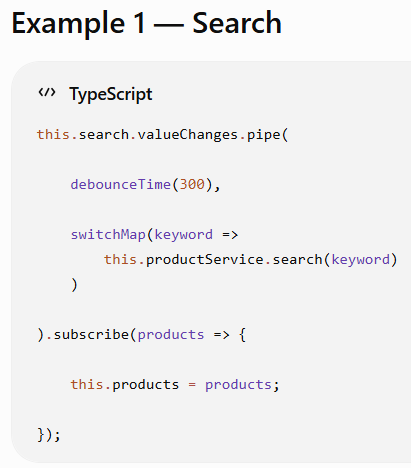 Example 1 — Search
</> TypeScript
this.search.valueChanges.pipe(
    debounceTime(300),
    switchMap(keyword =>
        this.productService.search(keyword)
    )
).subscribe(products => {
    this.products = products;
});